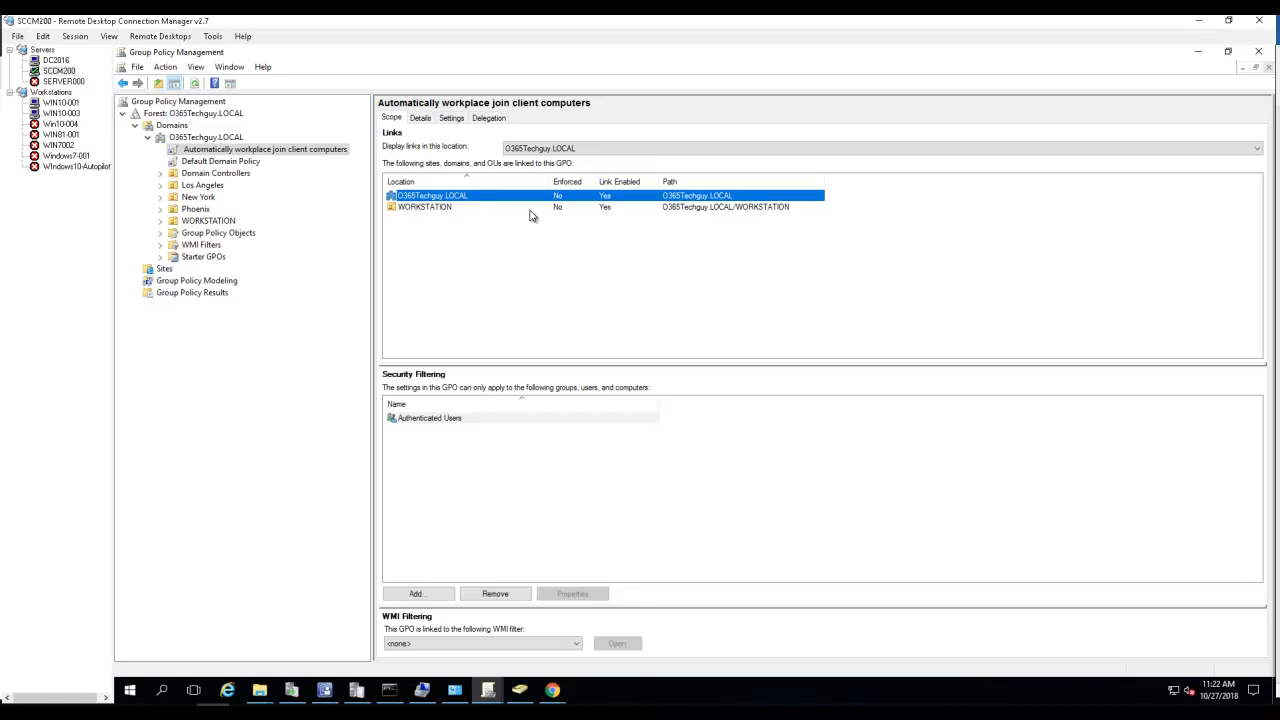 SCCM200 - Remote Desktop Connection Manager v2.7
File Edit Session View Remote Desktops Tools Help
Servers
DC2016
SCCM200
SERVER000
Workstations
WIN10-001
WIN10-003
Win10-004
WIN81-001
WIN7002
Windows7-001
Windows10-Autopilot
Group Policy Management
File Action View Window Help
Group Policy Management
Forest: O365Techguy.LOCAL
Domains
O365Techguy.LOCAL
Automatically workplace join client computers
Default Domain Policy
Domain Controllers
Los Angeles
New York
Phoenix
WORKSTATION
Group Policy Objects
WMI Filters
Starter GPOs
Sites
Group Policy Modeling
Group Policy Results
Automatically workplace join client computers
Scope Details Settings Delegation
Links
Display links in this location: O365Techguy.LOCAL
The following sites, domains, and OUs are linked to this GPO:
Location Enforced Link Enabled Path
O365Techguy.LOCAL No Yes O365Techguy.LOCAL
WORKSTATION No Yes O365Techguy.LOCAL/WORKSTATION
Security Filtering
The settings in this GPO can only apply to the following groups, users, and computers:
Name
Authenticated Users
Add... Remove Properties
WMI Filtering
This GPO is linked to the following WMI filter:
<none> Open
11:22 AM
10/27/2018